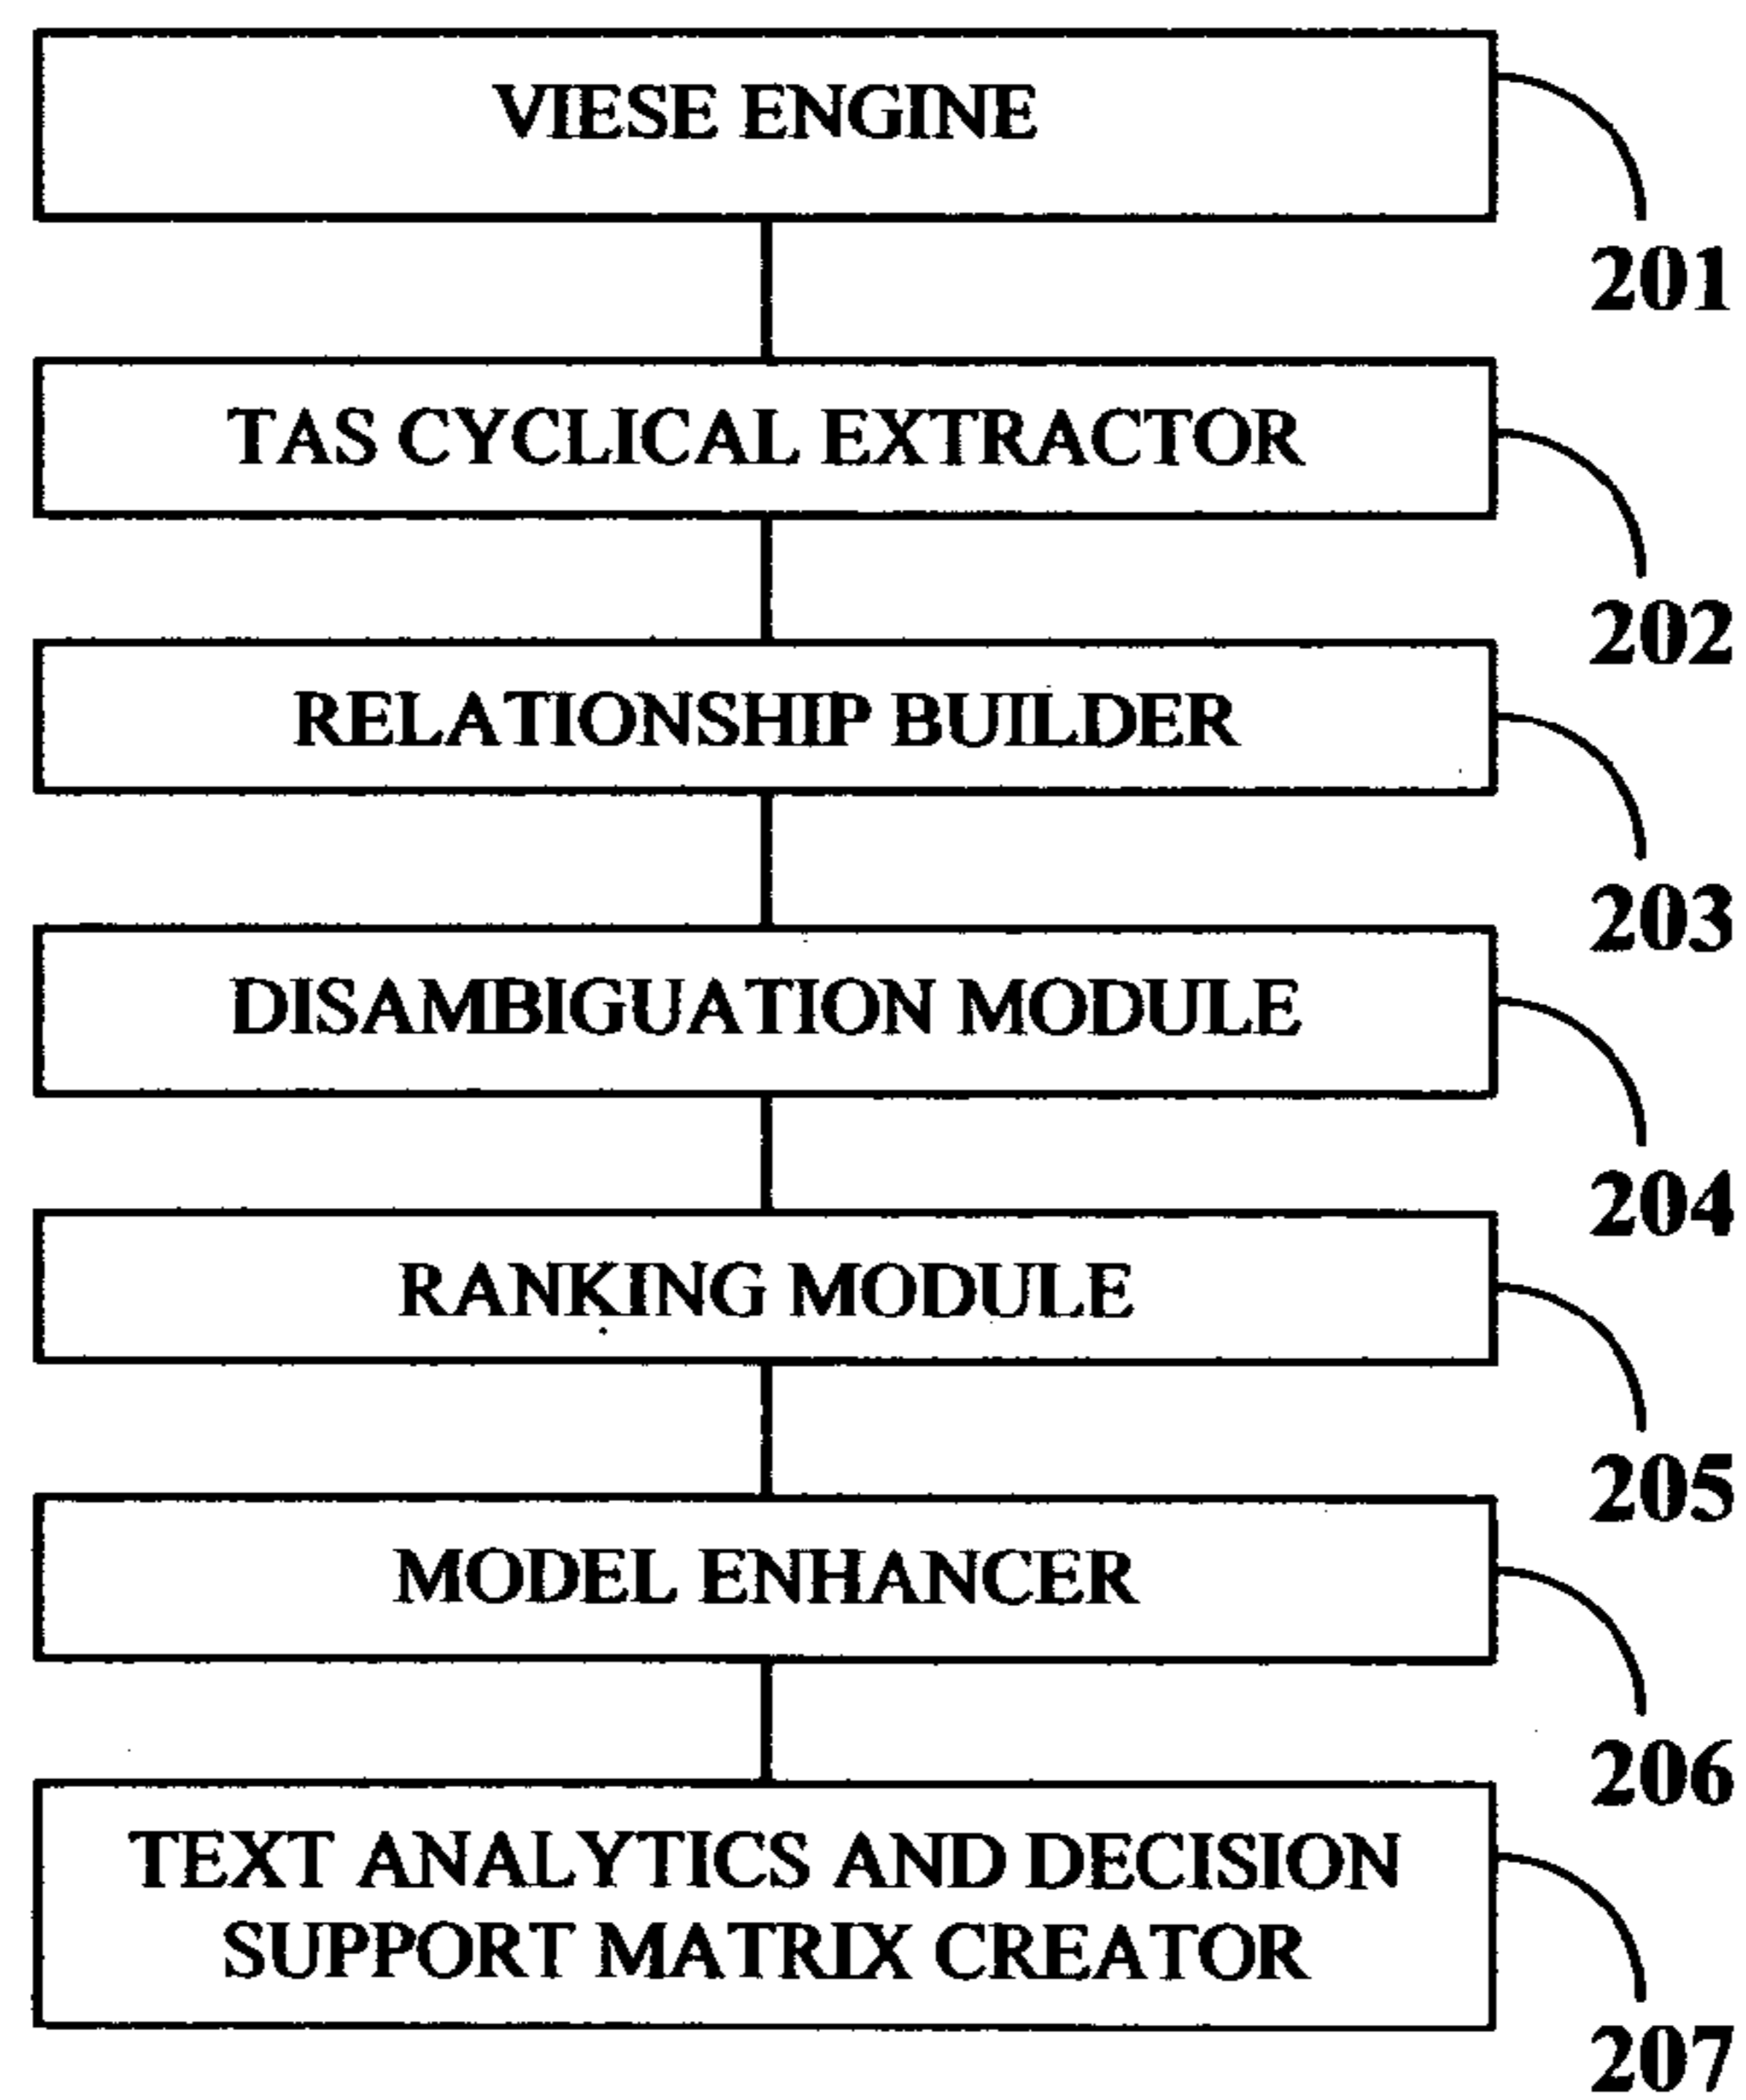 VIESE ENGINE
201
TAS CYCLICAL EXTRACTOR
202
RELATIONSHIP BUILDER
203
DISAMBIGUATION MODULE
204
RANKING MODULE
205
MODEL ENHANCER
206
TEXT ANALYTICS AND DECISION
SUPPORT MATRIX CREATOR
207